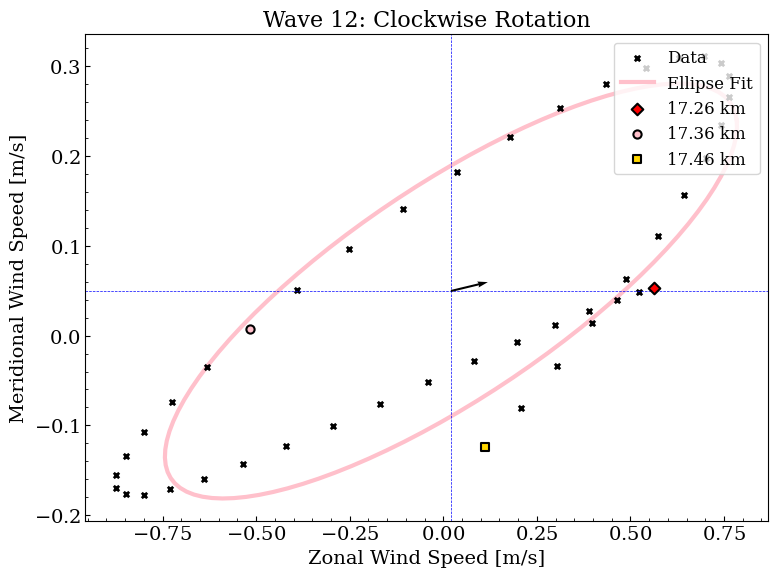 Wave 12: Clockwise Rotation
Meridional Wind Speed [m/s]
0.3
0.2
0.1
0.0
−0.1
−0.2
Data
Ellipse Fit
17.26 km
17.36 km
17.46 km
−0.75
−0.50
−0.25
0.00
0.25
0.50
0.75
Zonal Wind Speed [m/s]